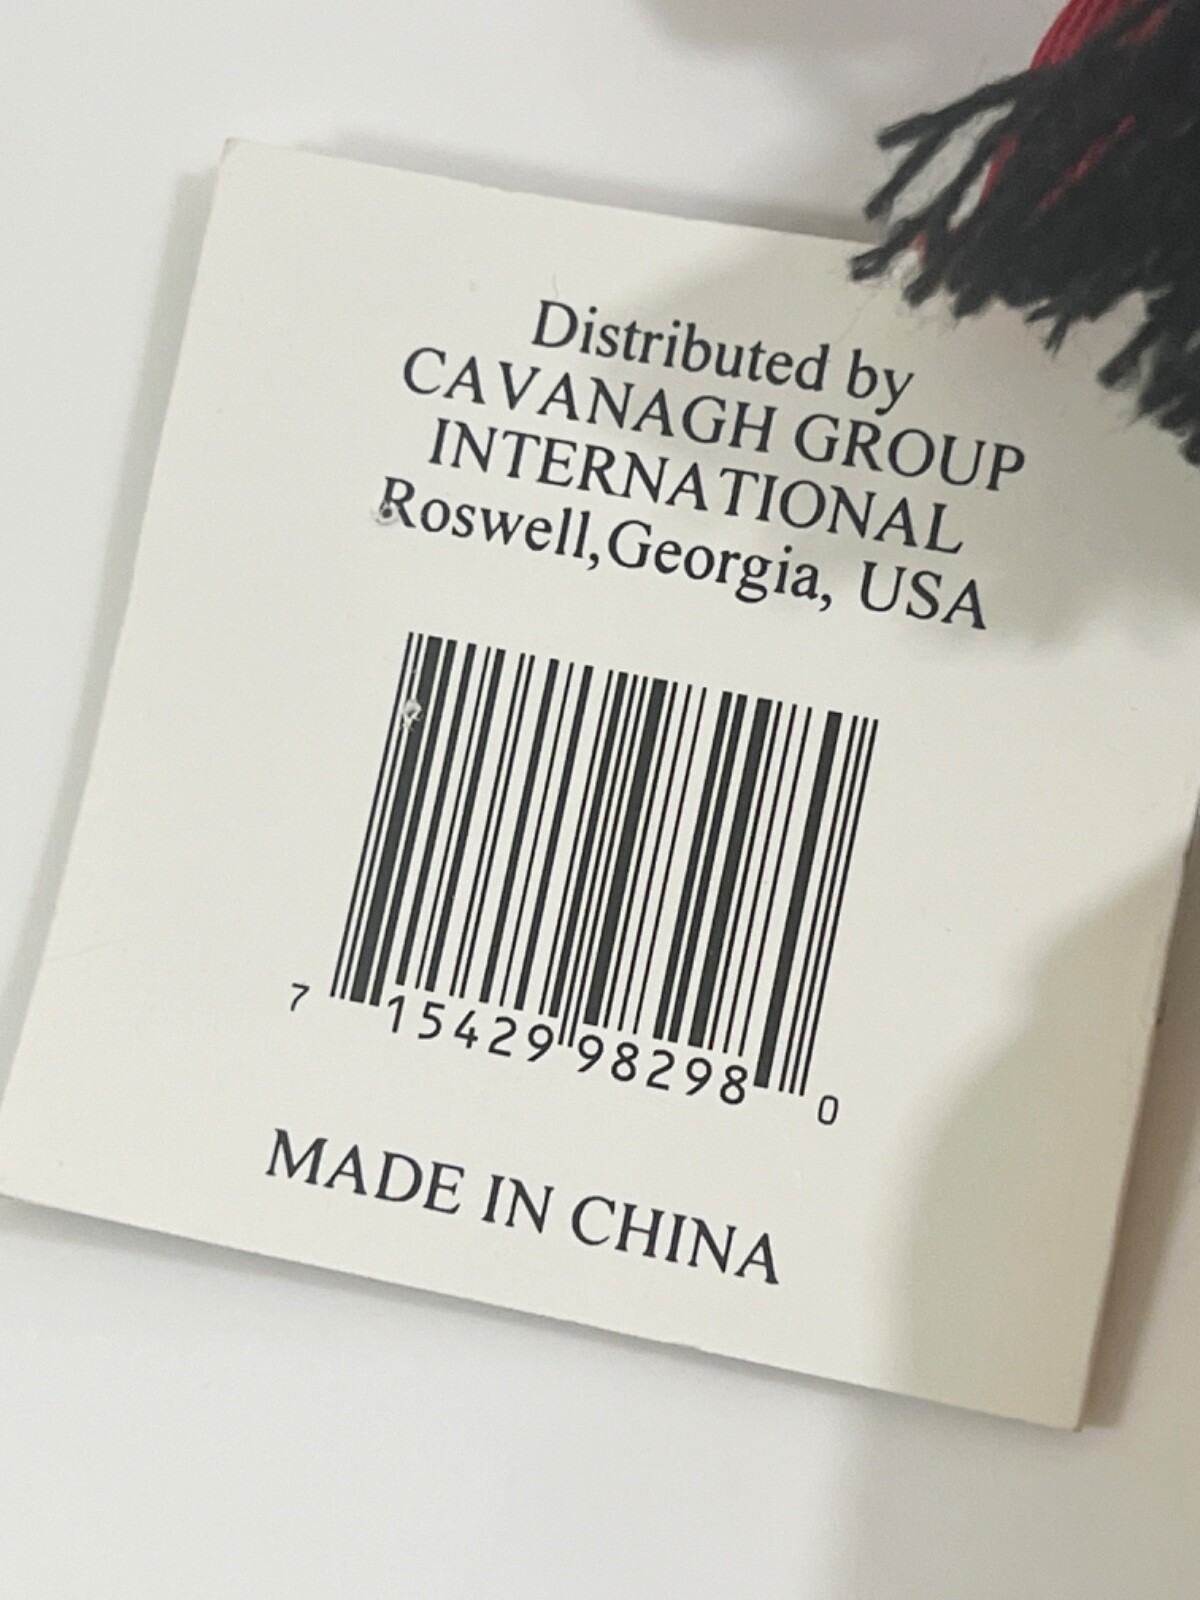 Distributed by
CAVANAGH GROUP
INTERNATIONAL
Roswell,Georgia, USA
7 15429 98298 0
MADE IN CHINA